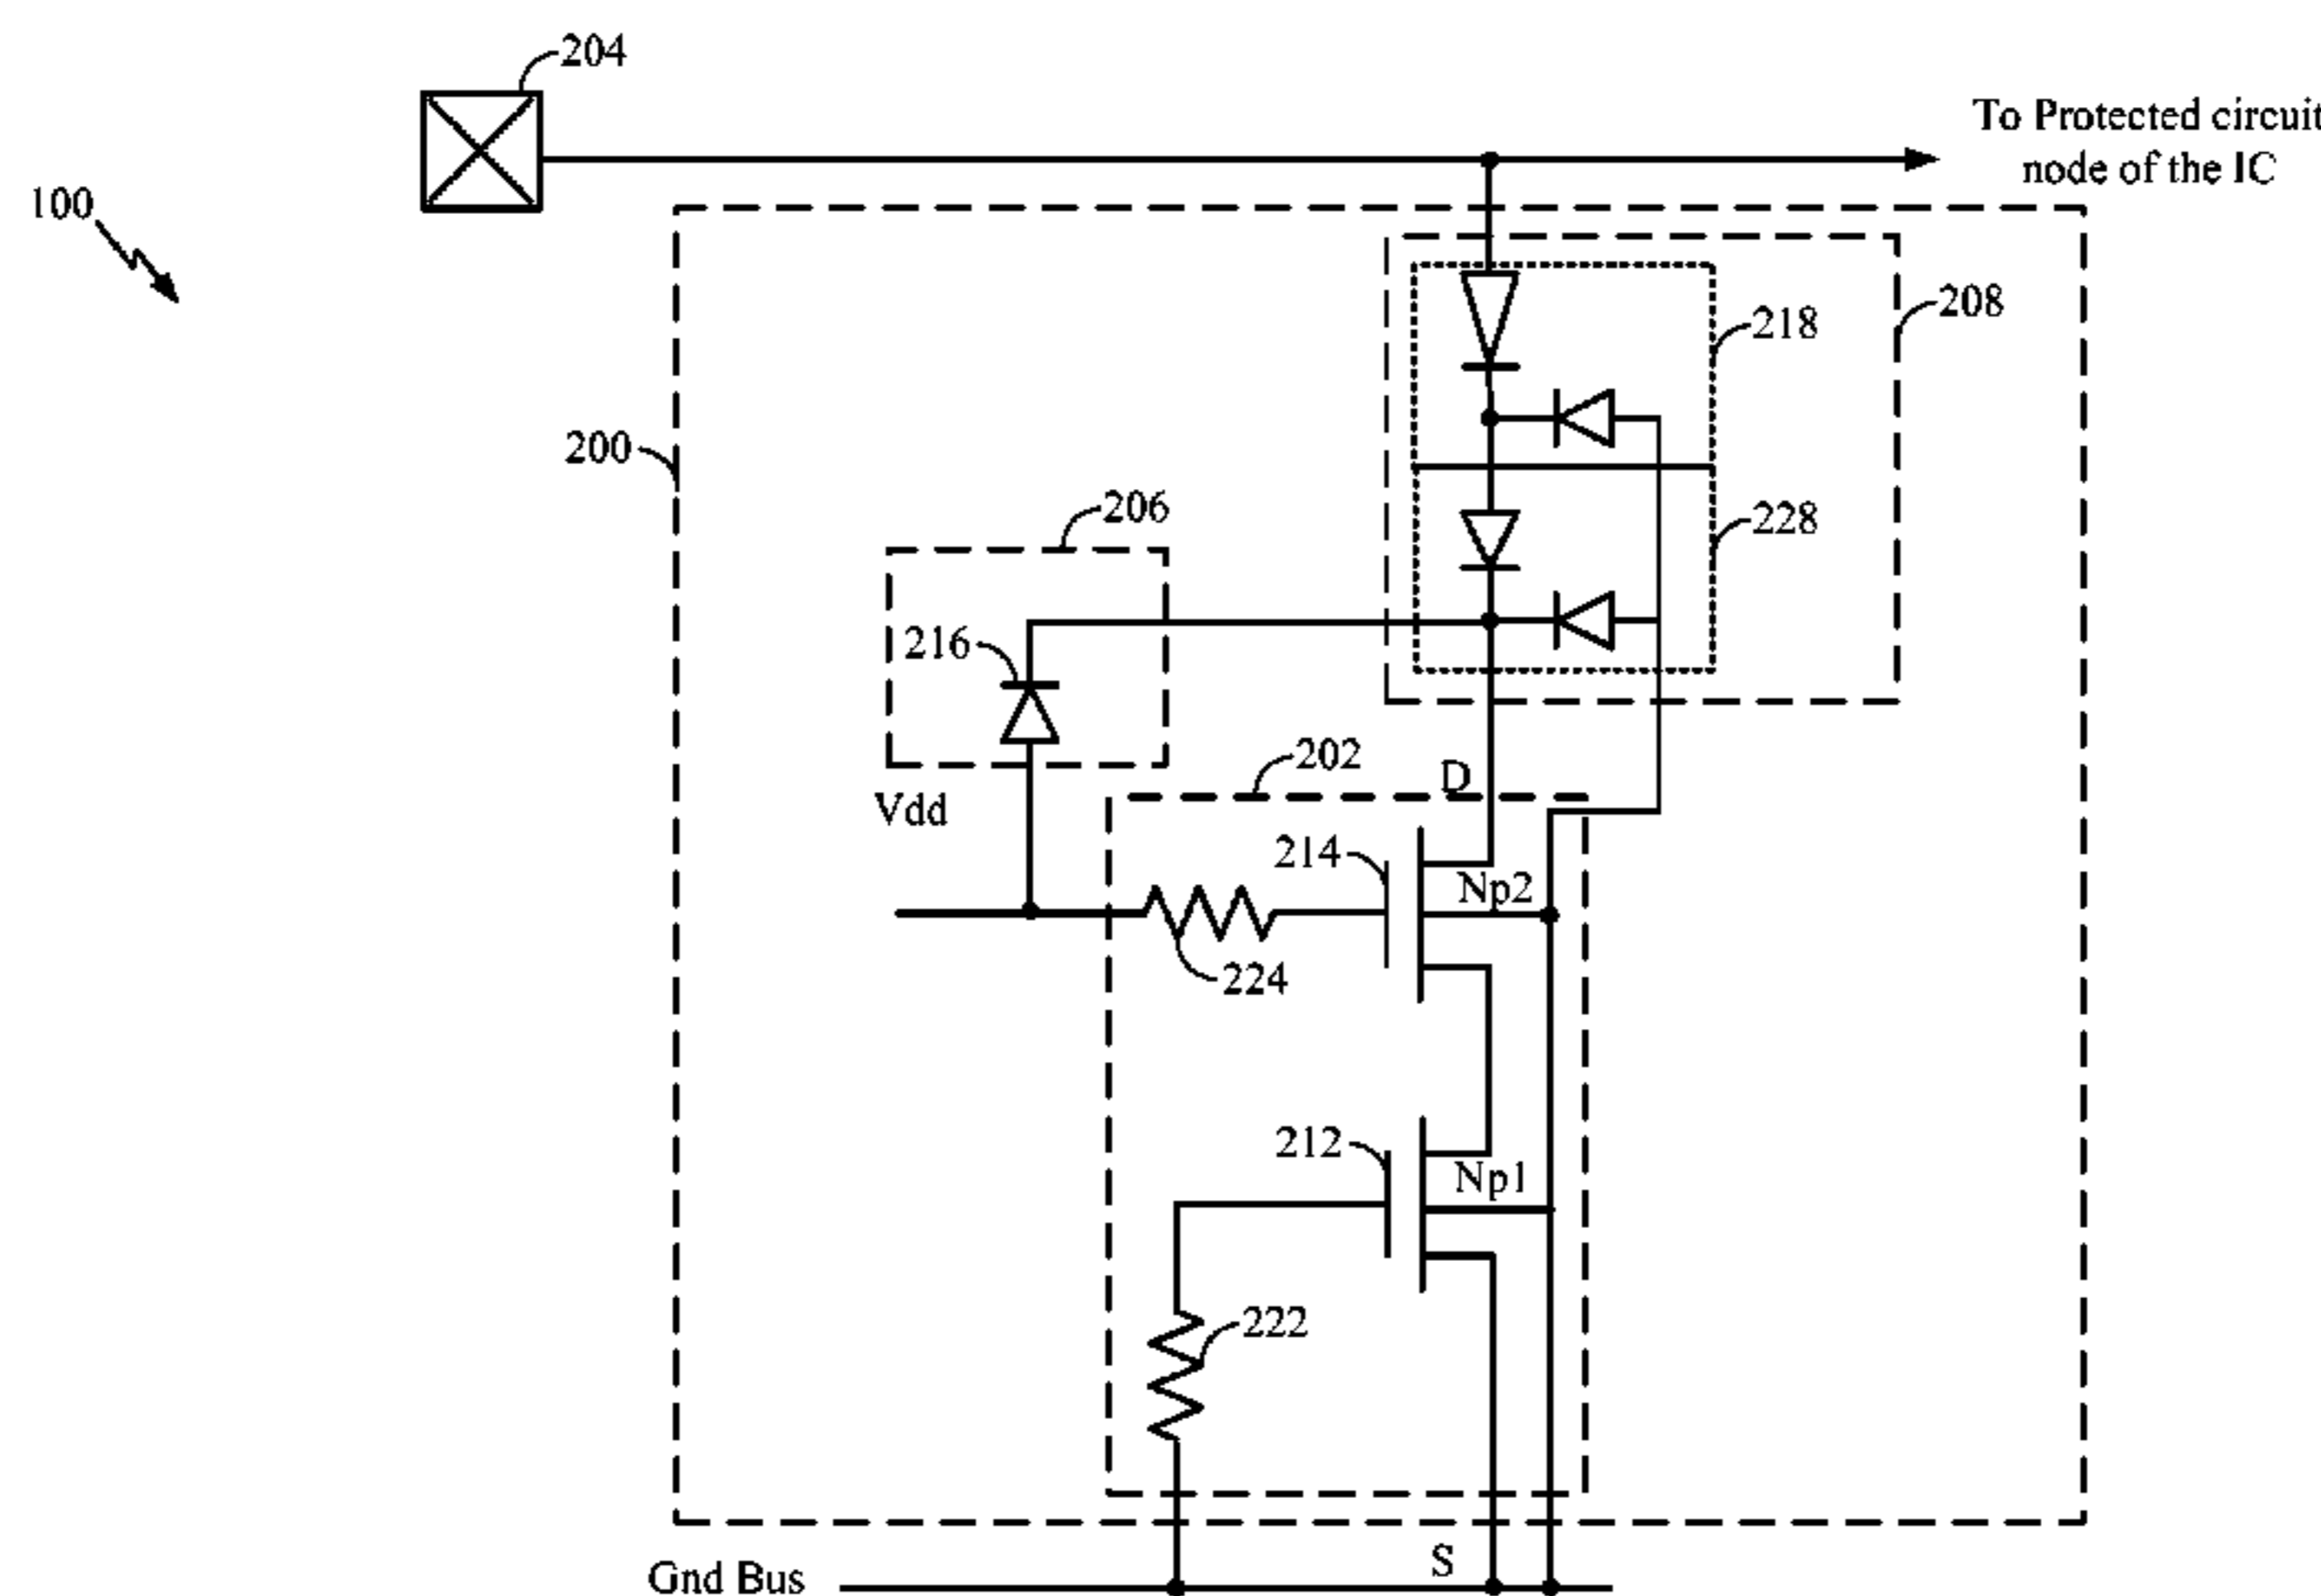 204
To Protected circuit
node of the IC
100
208
218
200
206
228
216
202
D
Vdd
214
Np2
224
212
Np1
222
S
Gnd Bus